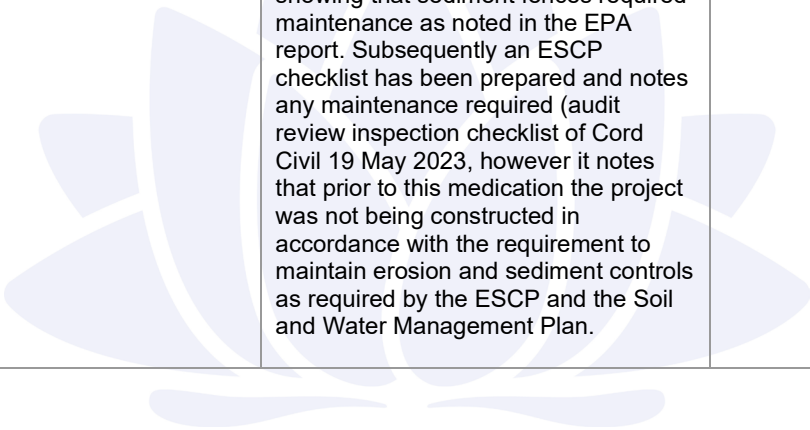 showing that sediment fences required
maintenance as noted in the EPA
report. Subsequently an ESCP
checklist has been prepared and notes
any maintenance required (audit
review inspection checklist of Cord
Civil 19 May 2023, however it notes
that prior to this medication the project
was not being constructed in
accordance with the requirement to
maintain erosion and sediment controls
as required by the ESCP and the Soil
and Water Management Plan.